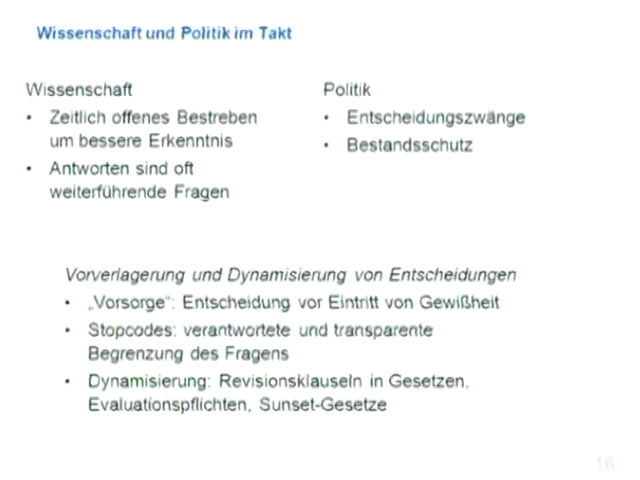 Wissenschaft und Politik im Takt
Wissenschaft
• Zeitlich offenes Bestreben
um bessere Erkenntnis
• Antworten sind oft
weiterführende Fragen
Politik
• Entscheidungszwänge
• Bestandsschutz
Vorverlagerung und Dynamisierung von Entscheidungen
• „Vorsorge“: Entscheidung vor Eintritt von Gewißheit
• Stopcodes: verantwortete und transparente
Begrenzung des Fragens
• Dynamisierung: Revisionsklauseln in Gesetzen,
Evaluationspflichten, Sunset-Gesetze
16